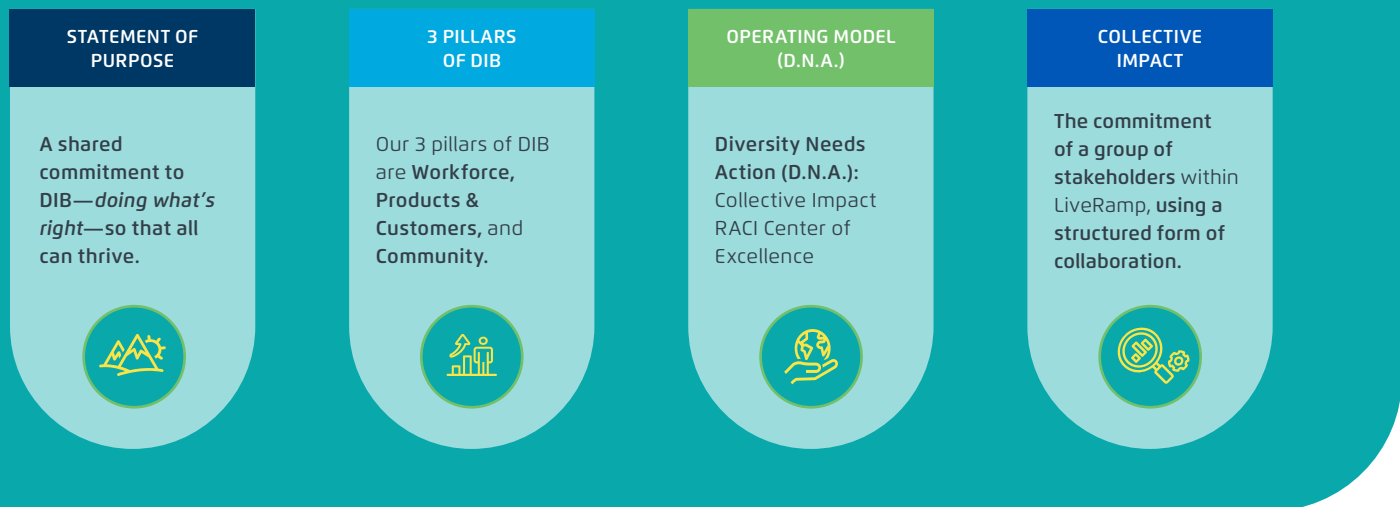 STATEMENT OF
PURPOSE
A shared
commitment to
DIB—doing what’s
right—so that all
can thrive.
3 PILLARS
OF DIB
Our 3 pillars of DIB
are Workforce,
Products &
Customers, and
Community.
OPERATING MODEL
(D.N.A.)
Diversity Needs
Action (D.N.A.):
Collective Impact
RACI Center of
Excellence
COLLECTIVE
IMPACT
The commitment
of a group of
stakeholders within
LiveRamp, using a
structured form of
collaboration.